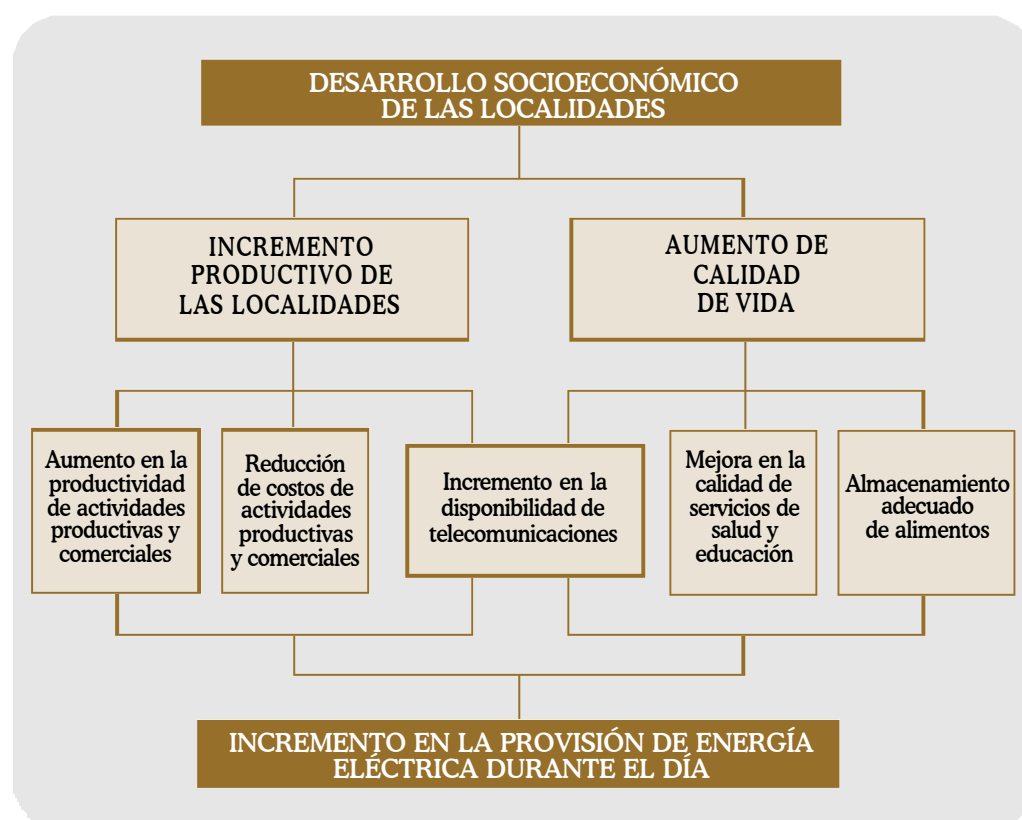 DESARROLLO SOCIOECONÓMICO
DE LAS LOCALIDADES
INCREMENTO
PRODUCTIVO DE
LAS LOCALIDADES
AUMENTO DE
CALIDAD
DE VIDA
Aumento en la
productividad
de actividades
productivas y
comerciales
Reducción
de costos de
actividades
productivas
y comerciales
Incremento en la
disponibilidad de
telecomunicaciones
Mejora en la
calidad de
servicios de
salud y
educación
Almacenamiento
adecuado
de alimentos
INCREMENTO EN LA PROVISIÓN DE ENERGÍA
ELÉCTRICA DURANTE EL DÍA